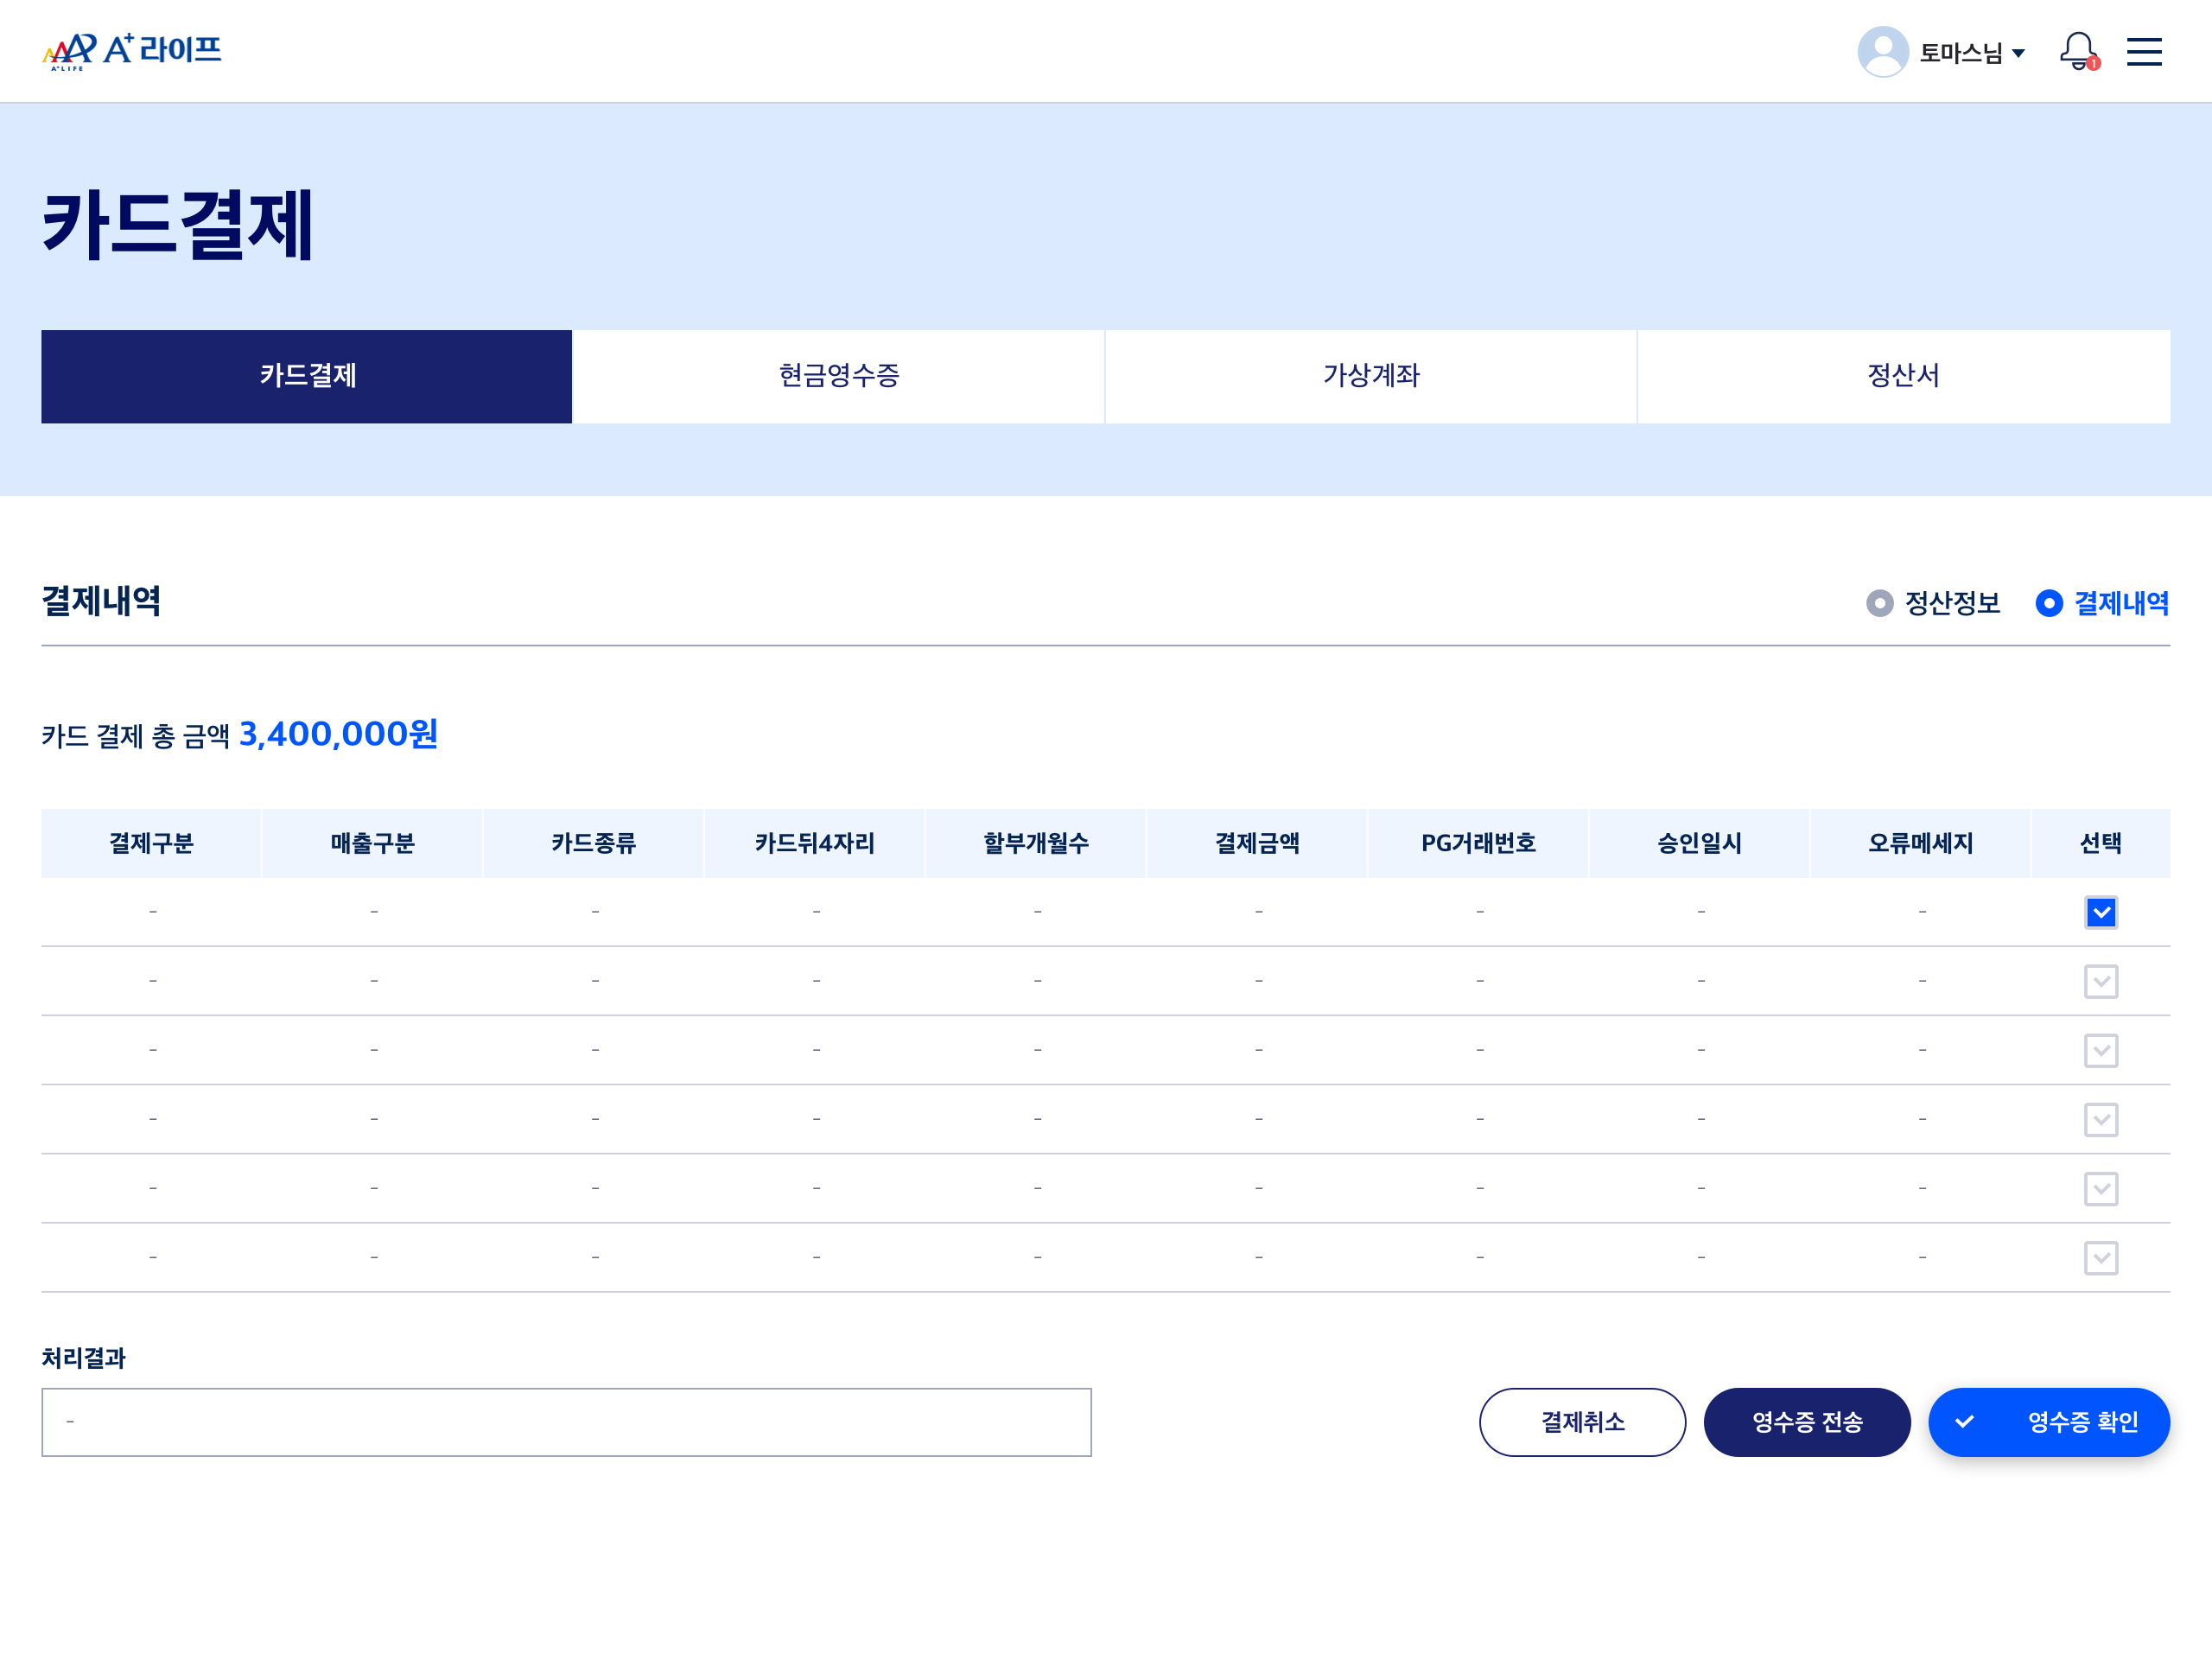 A+LIFE A+ 라이프 토마스님 1
카드결제
카드결제 현금영수증 가상계좌 정산서
결제내역 정산정보 결제내역
카드 결제 총 금액 3,400,000원
결제구분 매출구분 카드종류 카드뒤4자리 할부개월수 결제금액 PG거래번호 승인일시 오류메세지 선택
- - - - - - - - -
- - - - - - - - -
- - - - - - - - -
- - - - - - - - -
- - - - - - - - -
- - - - - - - - -
처리결과
- 결제취소 영수증 전송 영수증 확인